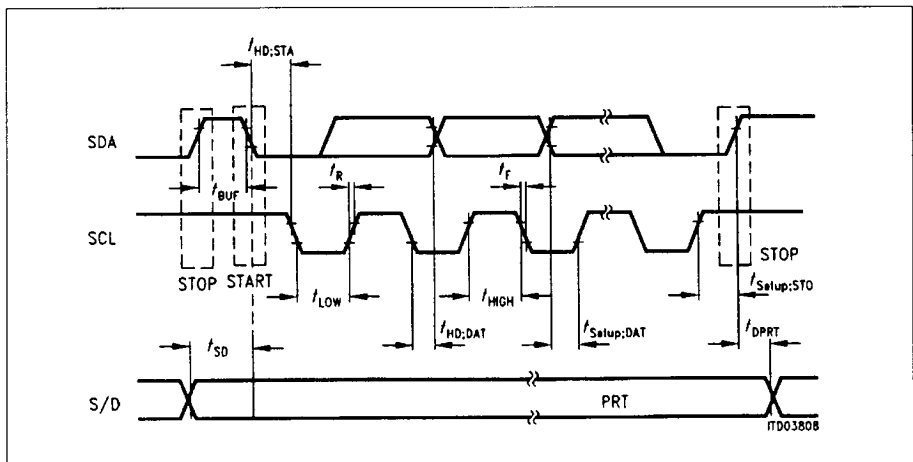 tHD;STA
SDA
tR
tF
tBUF
SCL
STOP START
STOP
tLOW
tHIGH
tSetup;STO
tHD;DAT
tSetup;DAT
tDPRT
tSD
S/D
PRT
ITD03808